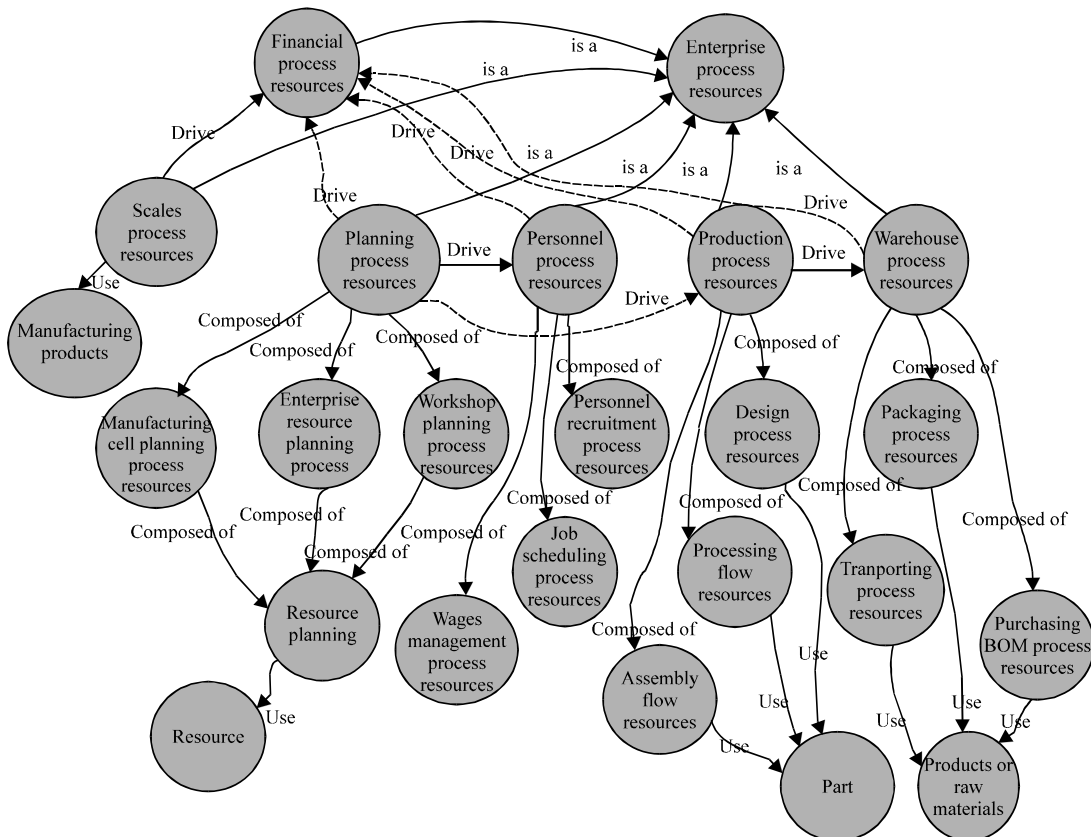 Financial
process
resources
Enterprise
process
resources
is a
is a
Drive
Drive
Drive
is a
is a
is a
is a
Drive
Drive
Scales
process
resources
Planning
process
resources
Drive
Personnel
process
resources
Production
process
resources
Drive
Warehouse
process
resources
Use
Drive
Manufacturing
products
Composed of
Composed of
Composed of
Composed of
Composed of
Composed of
Manufacturing
cell planning
process
resources
Enterprise
resource
planning
process
Workshop
planning
process
resources
Personnel
recruitment
process
resources
Design
process
resources
Packaging
process
resources
Composed of
Composed of
Composed of
Composed of
Composed of
Composed of
Composed of
Composed of
Job
scheduling
process
resources
Processing
flow
resources
Tranporting
process
resources
Resource
planning
Wages
management
process
resources
Composed of
Purchasing
BOM process
resources
Use
Assembly
flow
resources
Use
Use
Use
Use
Use
Use
Resource
Part
Products or
raw
materials